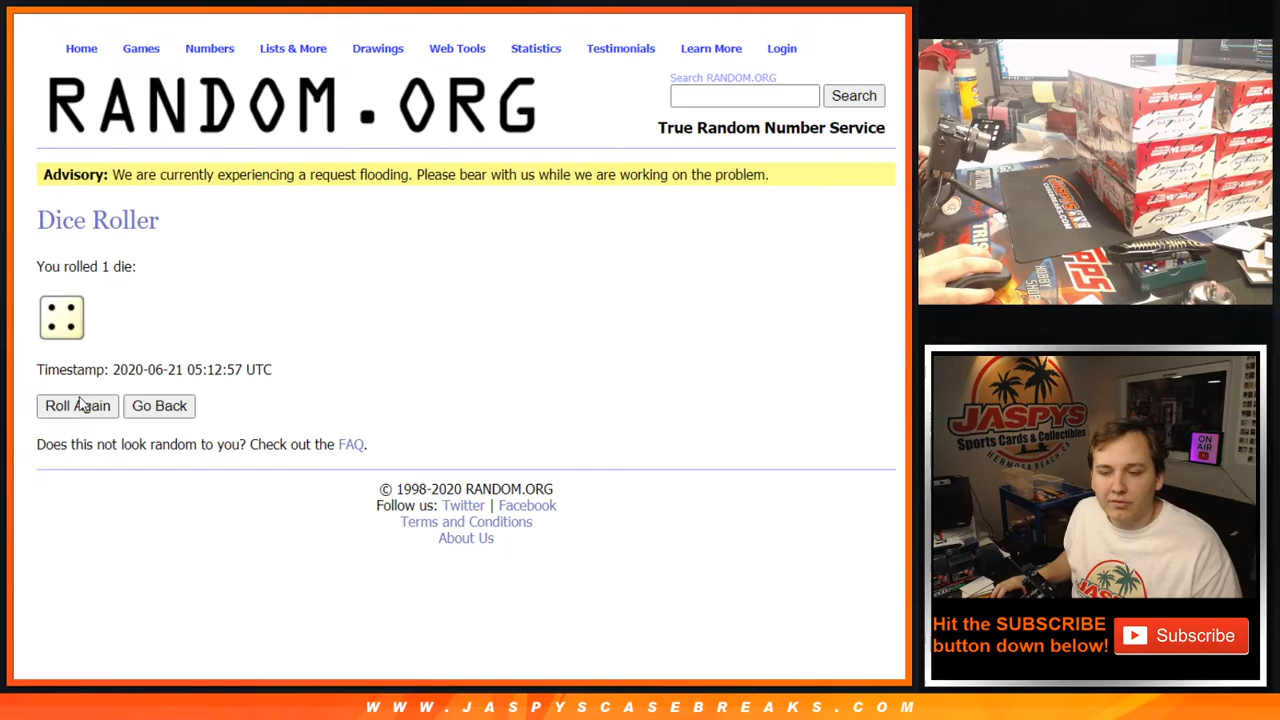 Home Games Numbers Lists & More Drawings Web Tools Statistics Testimonials Learn More Login
RANDOM.ORG
Search RANDOM.ORG
Search
True Random Number Service
Advisory: We are currently experiencing a request flooding. Please bear with us while we are working on the problem.
Dice Roller
You rolled 1 die:
Timestamp: 2020-06-21 05:12:57 UTC
Roll Again Go Back
Does this not look random to you? Check out the FAQ.
© 1998-2020 RANDOM.ORG
Follow us: Twitter | Facebook
Terms and Conditions
About Us
JASPYS
Sports Cards & Collectibles
HERMOSA BEACH, CA
ON
AIR
Hit the SUBSCRIBE
button down below!
Subscribe
WWW.JASPYSCASEBREAKS.COM